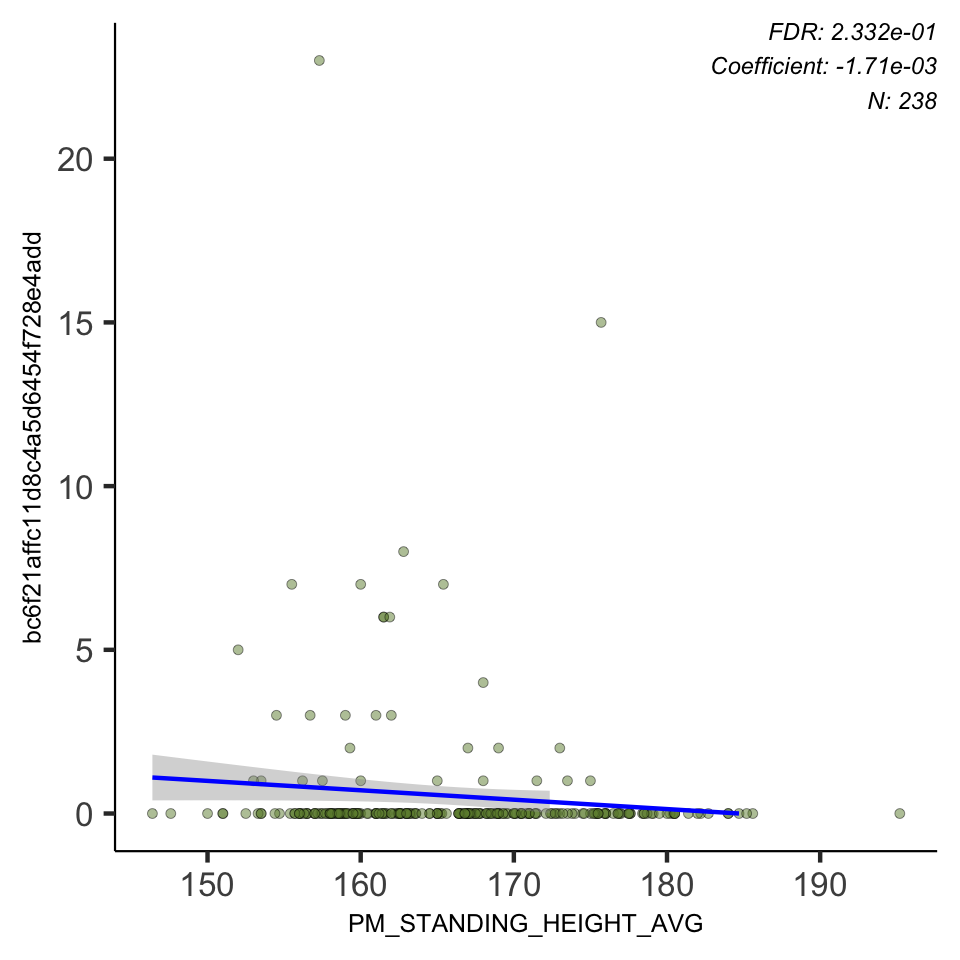 FDR: 2.332e-01
Coefficient: -1.71e-03
N: 238
bc6f21affc11d8c4a5d6454f728e4add
20
15
10
5
0
150 160 170 180 190
PM_STANDING_HEIGHT_AVG